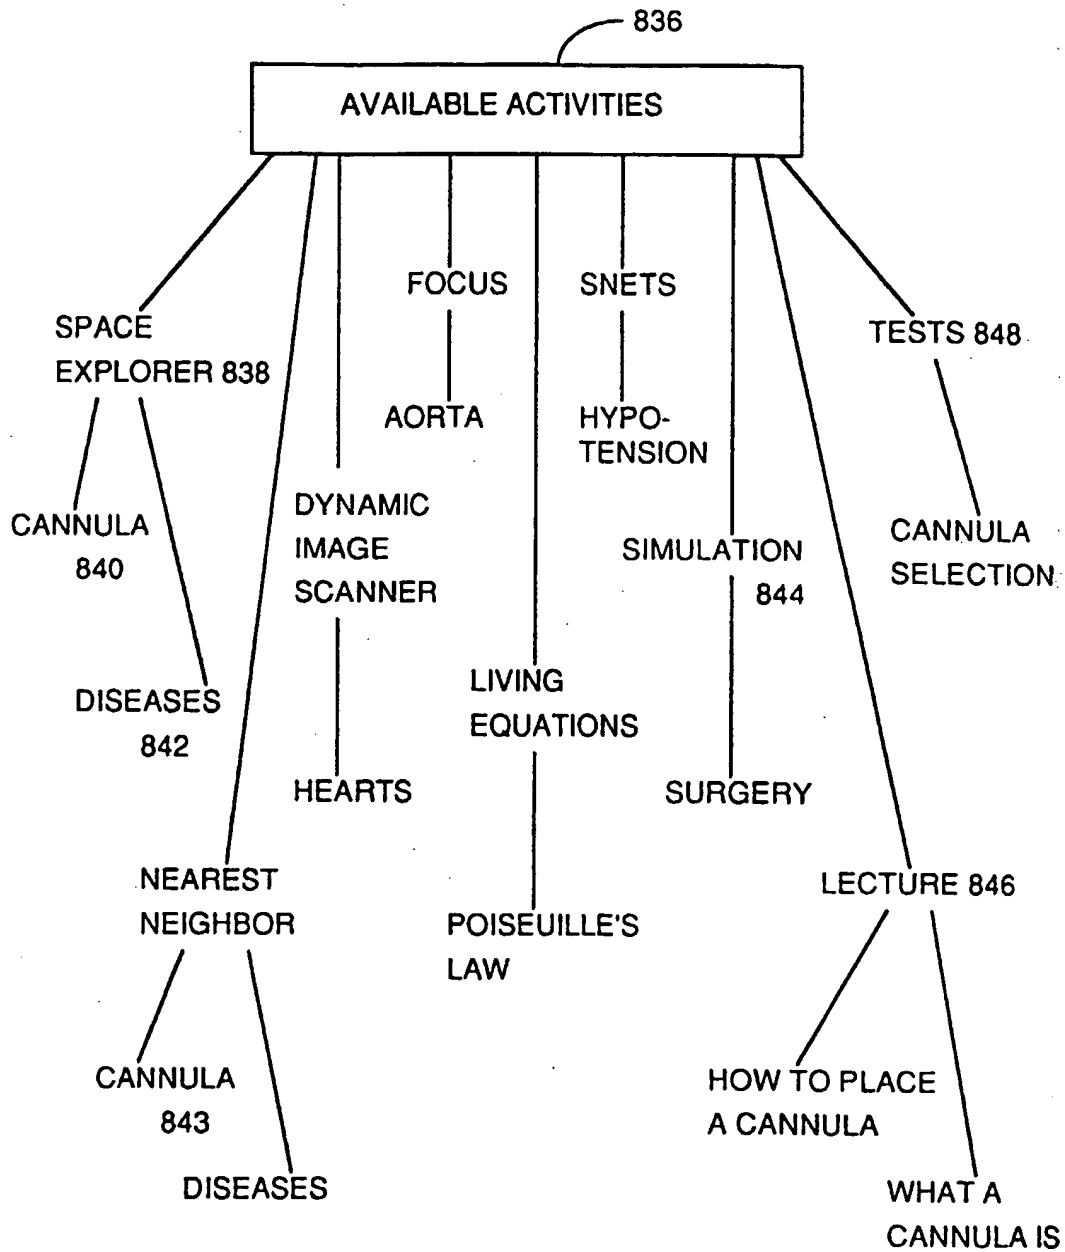 836
AVAILABLE ACTIVITIES
FOCUS
SNETS
SPACE
EXPLORER 838
TESTS 848
AORTA
HYPO-
TENSION
CANNULA
840
DYNAMIC
IMAGE
SCANNER
SIMULATION
844
CANNULA
SELECTION
DISEASES
842
LIVING
EQUATIONS
HEARTS
SURGERY
NEAREST
NEIGHBOR
LECTURE 846
POISEUILLE'S
LAW
CANNULA
843
HOW TO PLACE
A CANNULA
DISEASES
WHAT A
CANNULA IS